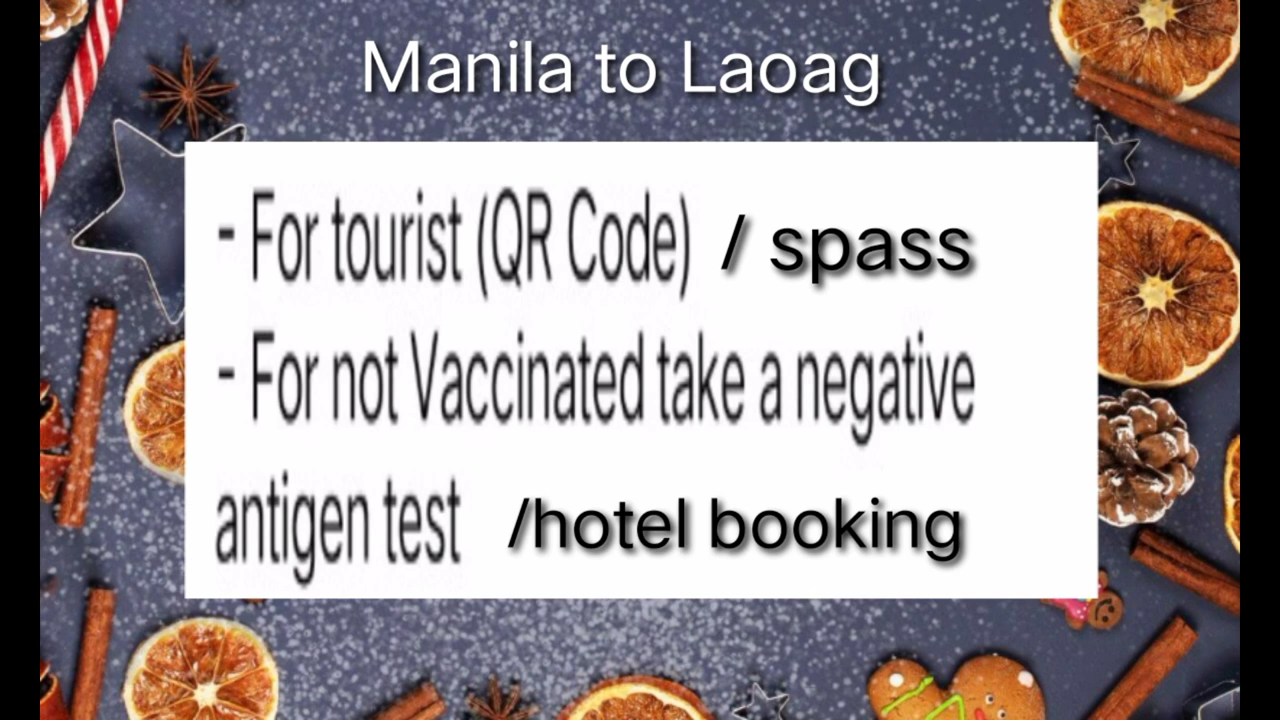 Manila to Laoag
- For tourist (QR Code) / spass
- For not Vaccinated take a negative
antigen test /hotel booking